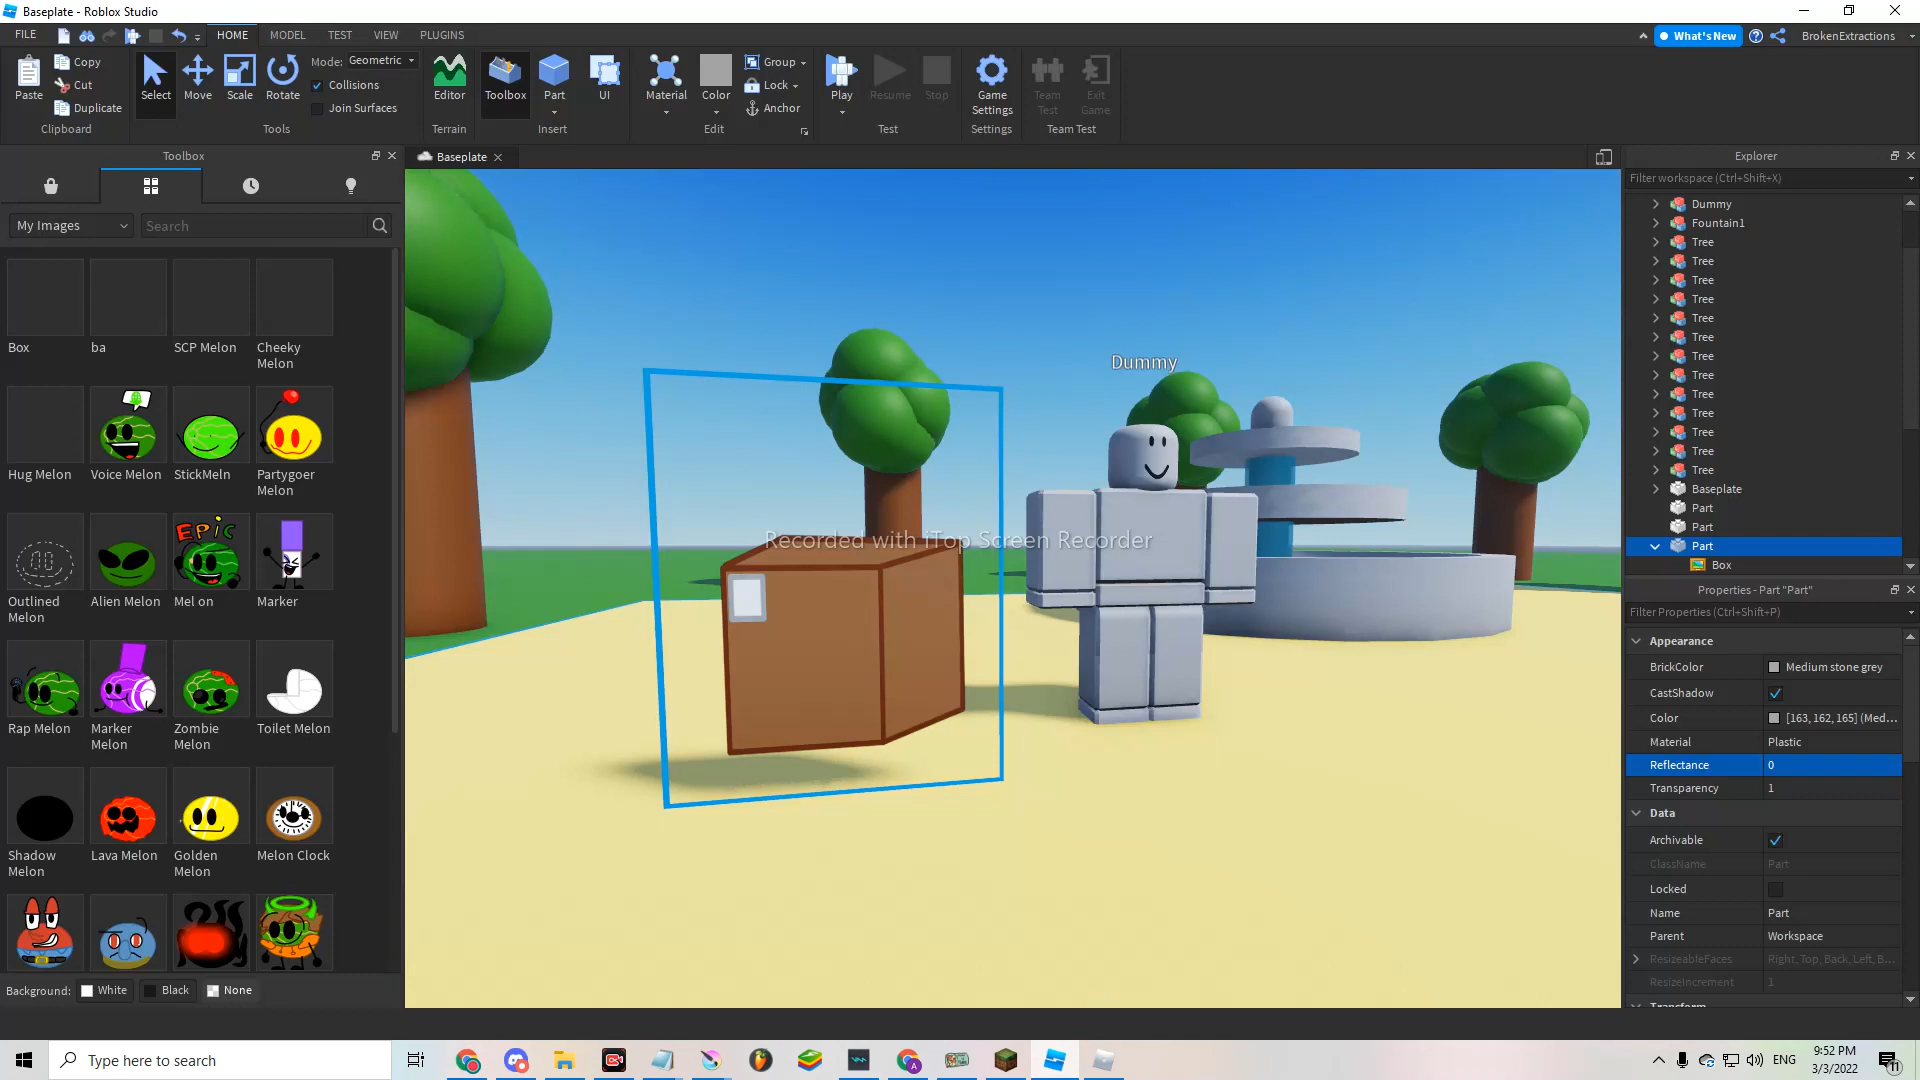 Baseplate - Roblox Studio
FILE
HOME
MODEL
TEST
VIEW
PLUGINS
What's New
BrokenExtractions
Paste
Copy
Cut
Duplicate
Clipboard
Select
Move
Scale
Rotate
Mode: Geometric
Collisions
Join Surfaces
Tools
Editor
Terrain
Toolbox
Part
UI
Insert
Material
Color
Group
Lock
Anchor
Edit
Play
Resume
Stop
Test
Game
Settings
Settings
Team
Test
Exit
Game
Team Test
Toolbox
My Images
Search
Box
ba
SCP Melon
Cheeky
Melon
Hug Melon
Voice Melon
StickMeln
Partygoer
Melon
EPIC
Outlined
Melon
Alien Melon
Mel on
Marker
Rap Melon
Marker
Melon
Zombie
Melon
Toilet Melon
Shadow
Melon
Lava Melon
Golden
Melon
Melon Clock
Background:
White
Black
None
Baseplate
Dummy
Recorded with iTop Screen Recorder
Explorer
Filter workspace (Ctrl+Shift+X)
Dummy
Fountain1
Tree
Tree
Tree
Tree
Tree
Tree
Tree
Tree
Tree
Tree
Tree
Tree
Tree
Baseplate
Part
Part
Part
Box
Properties - Part "Part"
Filter Properties (Ctrl+Shift+P)
Appearance
BrickColor Medium stone grey
CastShadow
Color [163, 162, 165] (Med...
Material Plastic
Reflectance 0
Transparency 1
Data
Archivable
ClassName Part
Locked
Name Part
Parent Workspace
ResizeableFaces Right, Top, Back, Left, B...
ResizeIncrement 1
Transform
Type here to search
ENG
9:52 PM
3/3/2022
11